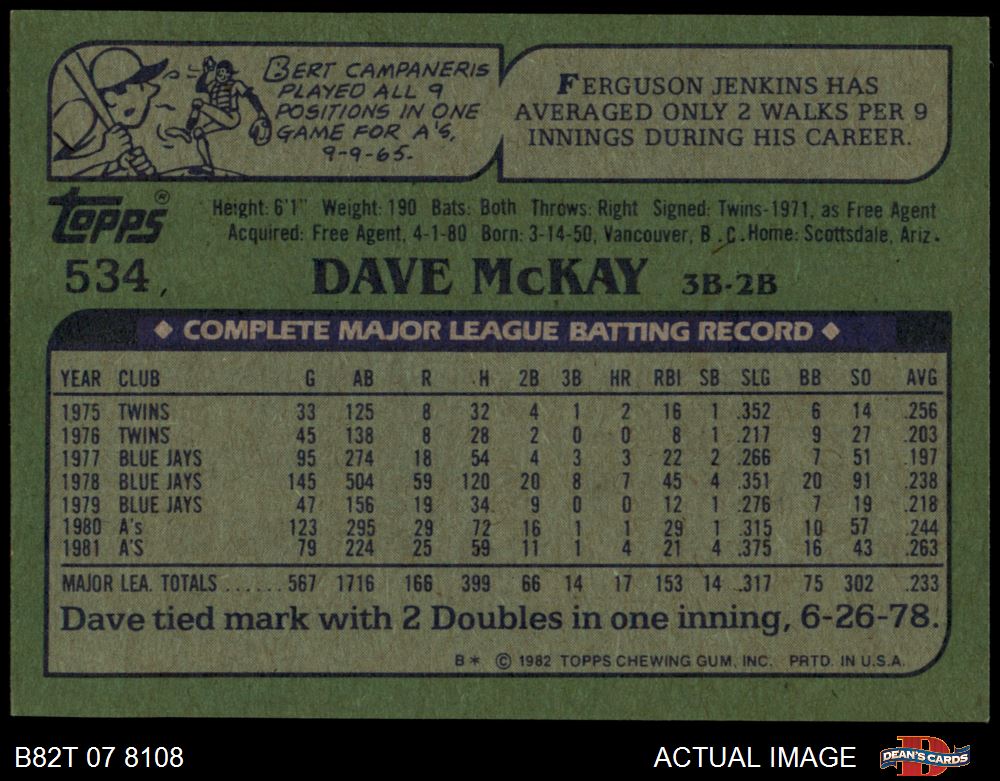 BERT CAMPANERIS
PLAYED ALL 9
POSITIONS IN ONE
GAME FOR A'S,
9-9-65.
FERGUSON JENKINS HAS
AVERAGED ONLY 2 WALKS PER 9
INNINGS DURING HIS CAREER.
topps®
Height: 6'1" Weight: 190 Bats: Both Throws: Right Signed: Twins-1971, as Free Agent
Acquired: Free Agent, 4-1-80 Born: 3-14-50, Vancouver, B.C. Home: Scottsdale, Ariz.
534 DAVE McKAY 3B-2B
◆ COMPLETE MAJOR LEAGUE BATTING RECORD ◆
YEAR CLUB G AB R H 2B 3B HR RBI SB SLG BB SO AVG
1975 TWINS 33 125 8 32 4 1 2 16 1 .352 6 14 .256
1976 TWINS 45 138 8 28 2 0 0 8 1 .217 9 27 .203
1977 BLUE JAYS 95 274 18 54 4 3 3 22 2 .266 7 51 .197
1978 BLUE JAYS 145 504 59 120 20 8 7 45 4 .351 20 91 .238
1979 BLUE JAYS 47 156 19 34 9 0 0 12 1 .276 7 19 .218
1980 A's 123 295 29 72 16 1 1 29 1 .315 10 57 .244
1981 A'S 79 224 25 59 11 1 4 21 4 .375 16 43 .263
MAJOR LEA. TOTALS ...... 567 1716 166 399 66 14 17 153 14 .317 75 302 .233
Dave tied mark with 2 Doubles in one inning, 6-26-78.
B* © 1982 TOPPS CHEWING GUM, INC. PRTD. IN U.S.A.
B82T 07 8108
ACTUAL IMAGE
DEAN'S CARDS